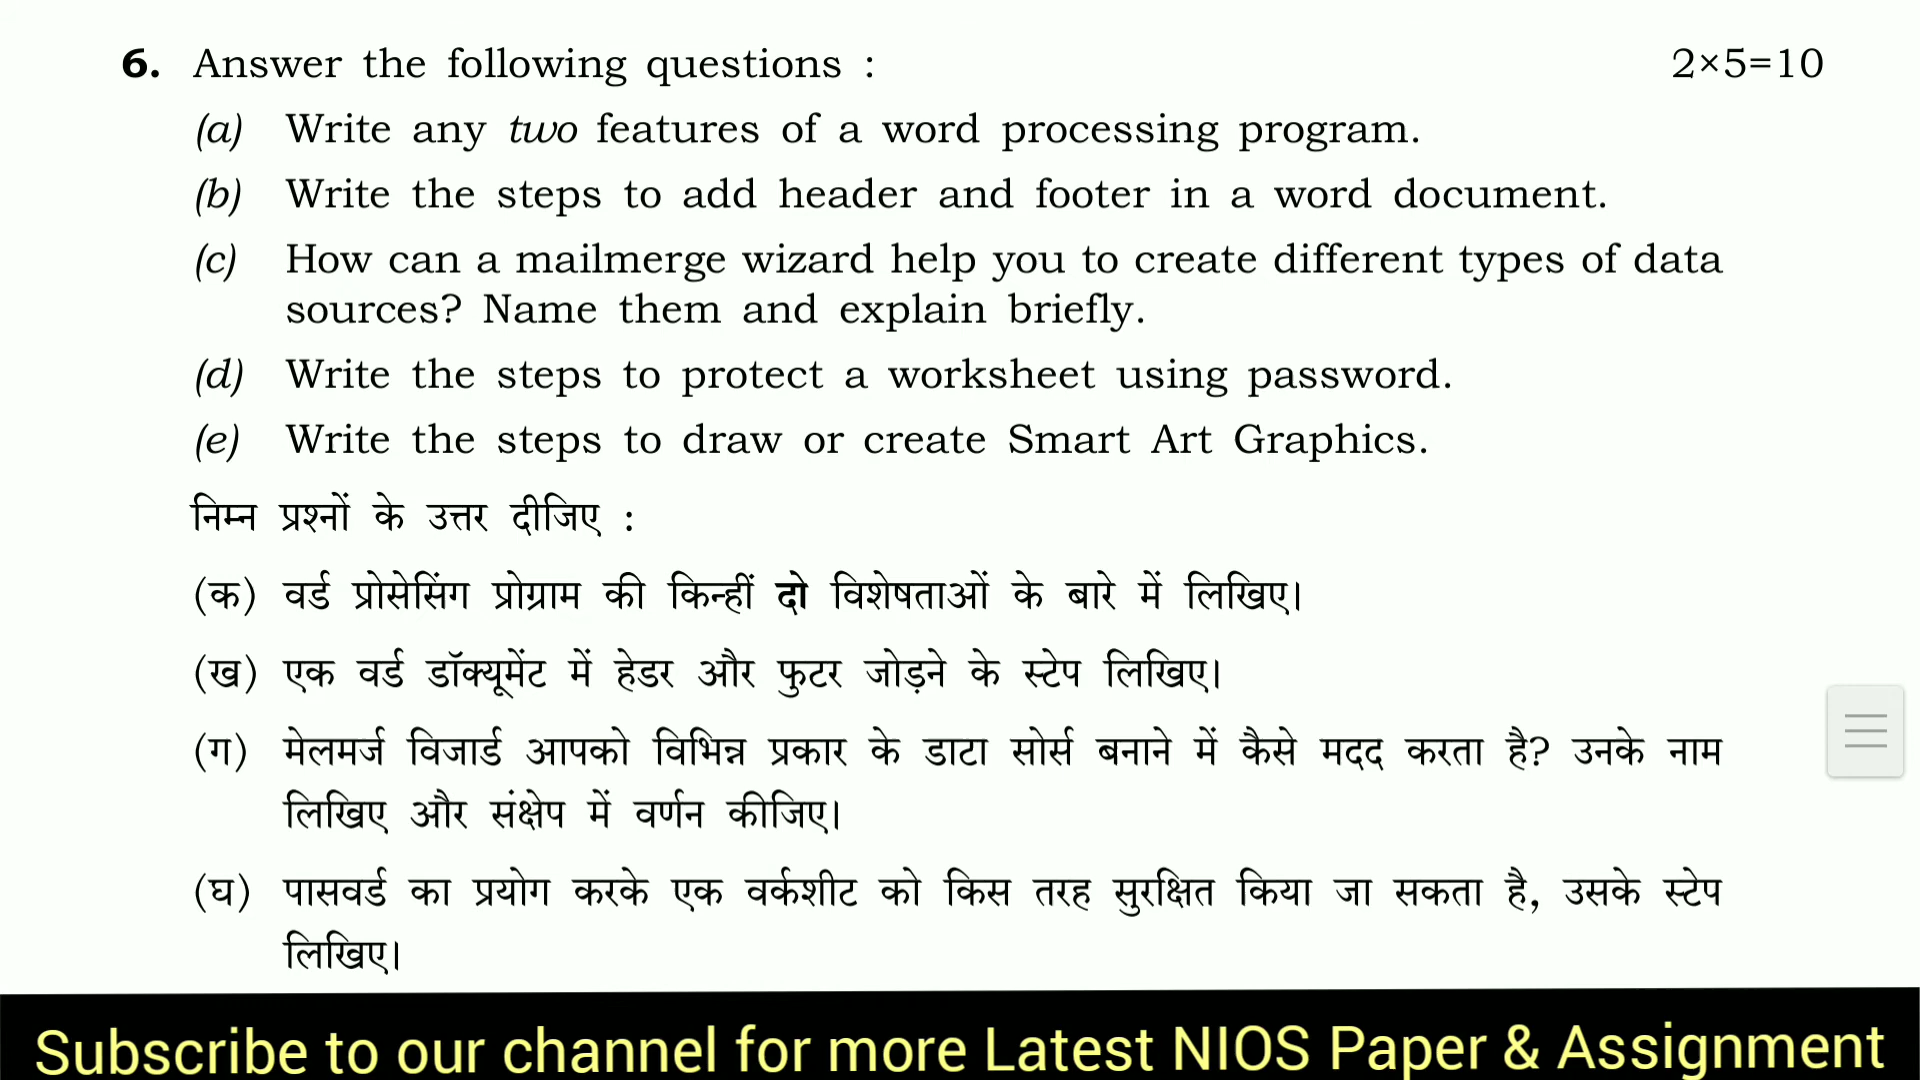 6. Answer the following questions : 2×5=10
(a) Write any two features of a word processing program.
(b) Write the steps to add header and footer in a word document.
(c) How can a mailmerge wizard help you to create different types of data
sources? Name them and explain briefly.
(d) Write the steps to protect a worksheet using password.
(e) Write the steps to draw or create Smart Art Graphics.
निम्न प्रश्नों के उत्तर दीजिए :
(क) वर्ड प्रोसेसिंग प्रोग्राम की किन्हीं दो विशेषताओं के बारे में लिखिए।
(ख) एक वर्ड डॉक्यूमेंट में हेडर और फुटर जोड़ने के स्टेप लिखिए।
(ग) मेलमर्ज विजार्ड आपको विभिन्न प्रकार के डाटा सोर्स बनाने में कैसे मदद करता है? उनके नाम
लिखिए और संक्षेप में वर्णन कीजिए।
(घ) पासवर्ड का प्रयोग करके एक वर्कशीट को किस तरह सुरक्षित किया जा सकता है, उसके स्टेप
लिखिए।
Subscribe to our channel for more Latest NIOS Paper & Assignment